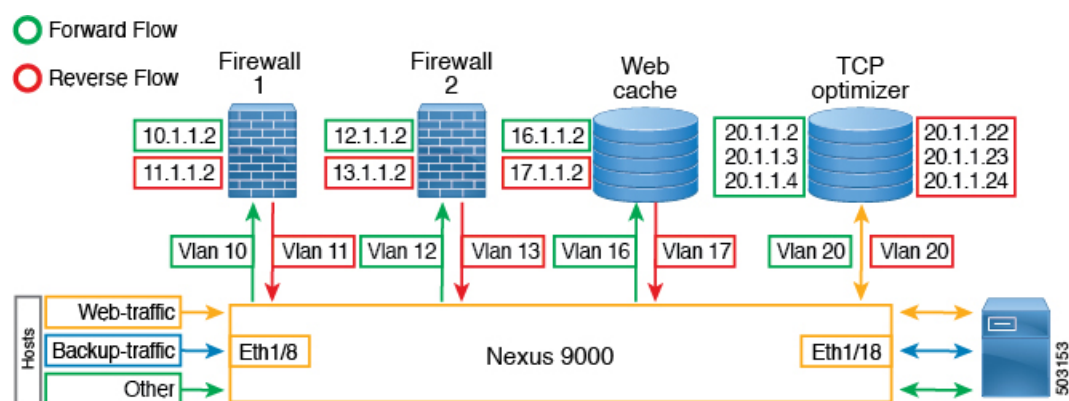 Forward Flow
Reverse Flow
Firewall
1
Firewall
2
Web
cache
TCP
optimizer
10.1.1.2
11.1.1.2
12.1.1.2
13.1.1.2
16.1.1.2
17.1.1.2
20.1.1.2
20.1.1.3
20.1.1.4
20.1.1.22
20.1.1.23
20.1.1.24
Vlan 10
Vlan 11
Vlan 12
Vlan 13
Vlan 16
Vlan 17
Vlan 20
Vlan 20
Hosts
Web-traffic
Backup-traffic
Other
Eth1/8
Nexus 9000
Eth1/18
503153